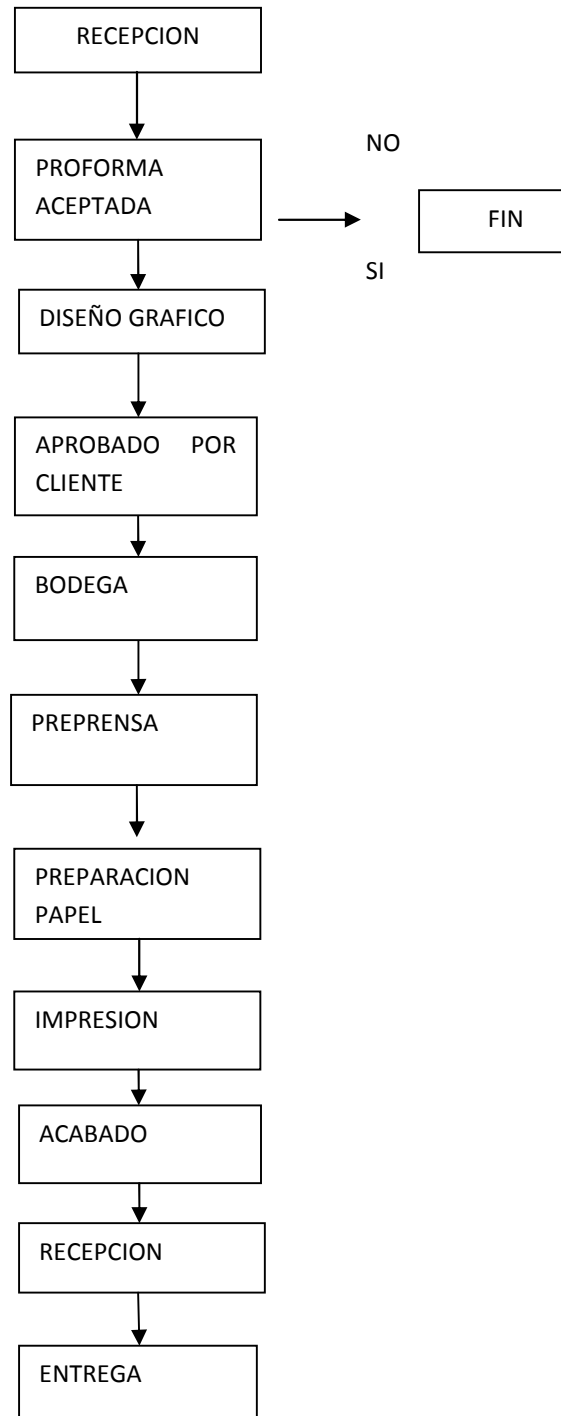 RECEPCION
NO
PROFORMA
ACEPTADA
FIN
SI
DISEÑO GRAFICO
APROBADO POR
CLIENTE
BODEGA
PREPRENSA
PREPARACION
PAPEL
IMPRESION
ACABADO
RECEPCION
ENTREGA